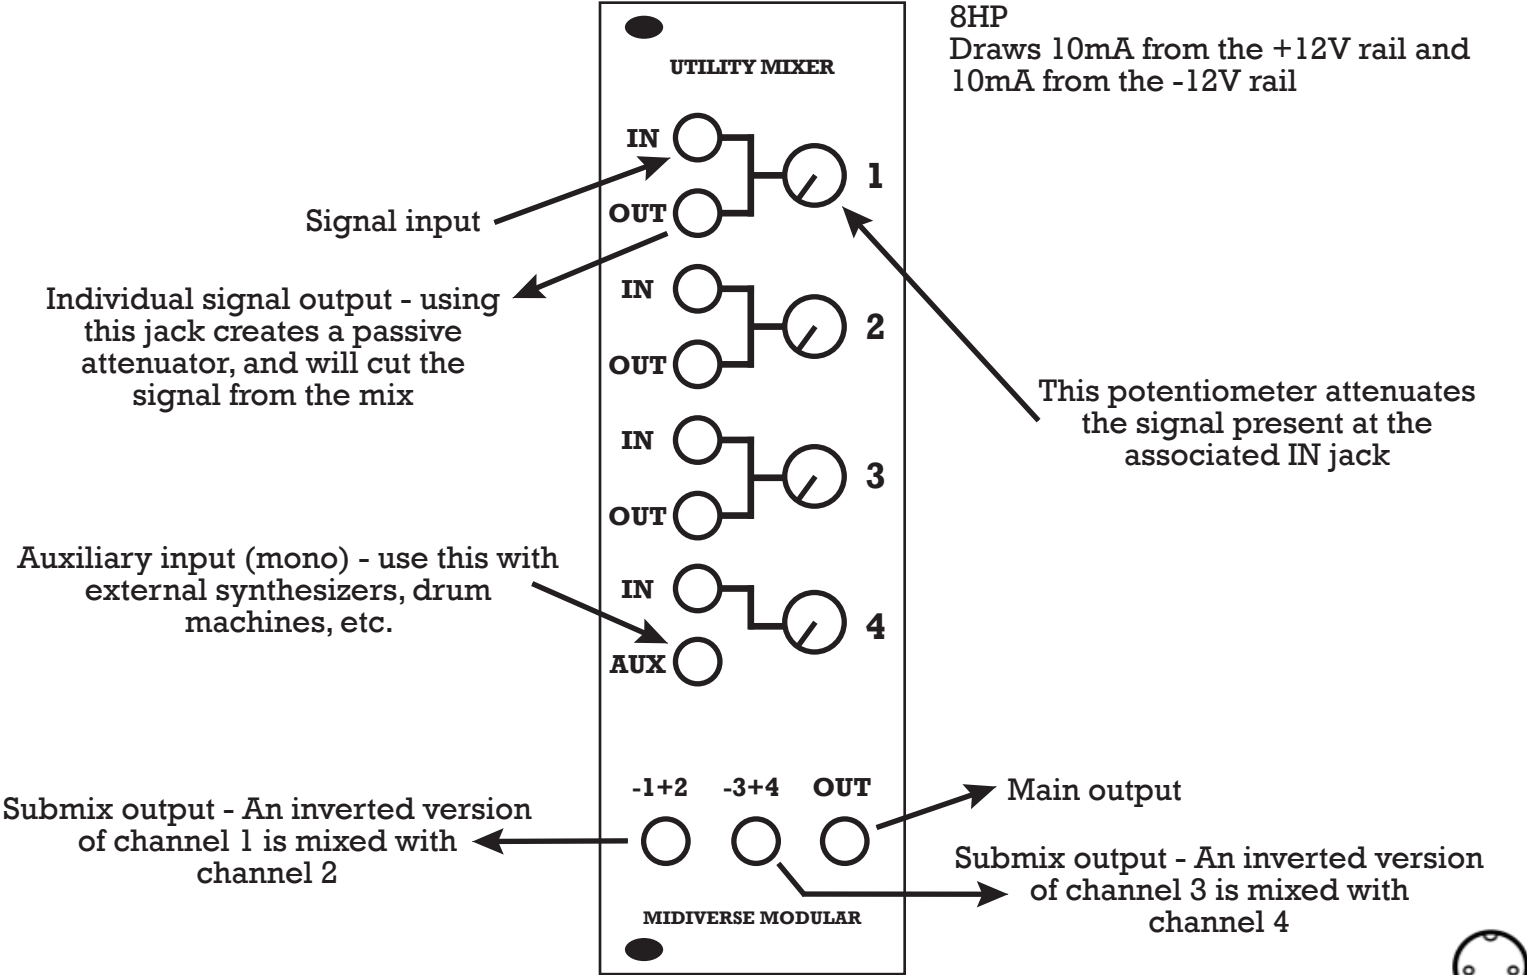 8HP
Draws 10mA from the +12V rail and
10mA from the -12V rail
UTILITY MIXER
IN
1
OUT
Signal input
Individual signal output - using
this jack creates a passive
attenuator, and will cut the
signal from the mix
IN
2
OUT
This potentiometer attenuates
the signal present at the
associated IN jack
IN
3
OUT
Auxiliary input (mono) - use this with
external synthesizers, drum
machines, etc.
IN
4
AUX
-1+2 -3+4 OUT
Main output
Submix output - An inverted version
of channel 1 is mixed with
channel 2
Submix output - An inverted version
of channel 3 is mixed with
channel 4
MIDIVERSE MODULAR